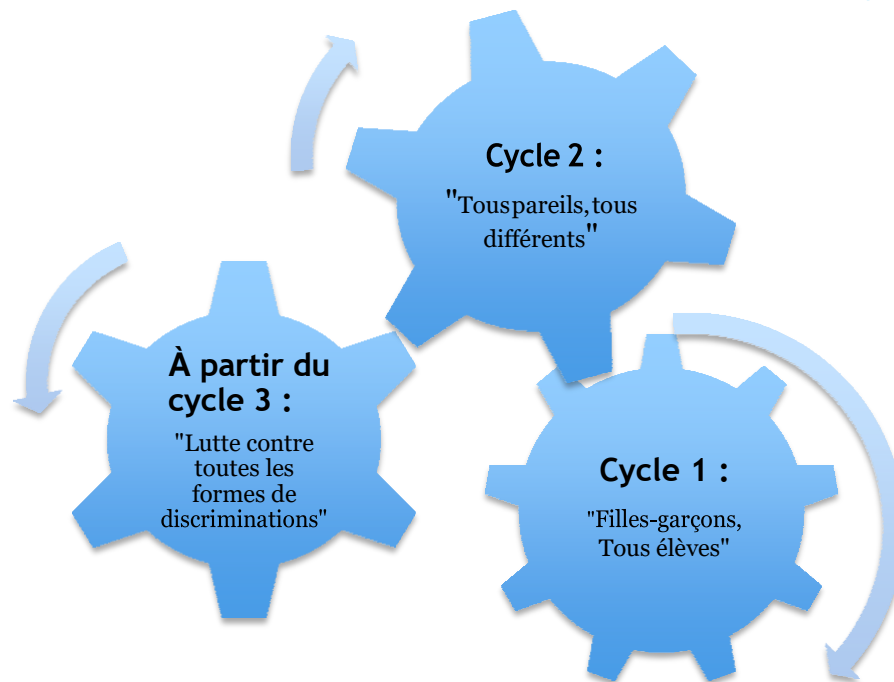 Cycle 2 :
"Tous pareils, tous
différents"
À partir du
cycle 3 :
"Lutte contre
toutes les
formes de
discriminations"
Cycle 1 :
"Filles-garçons,
Tous élèves"